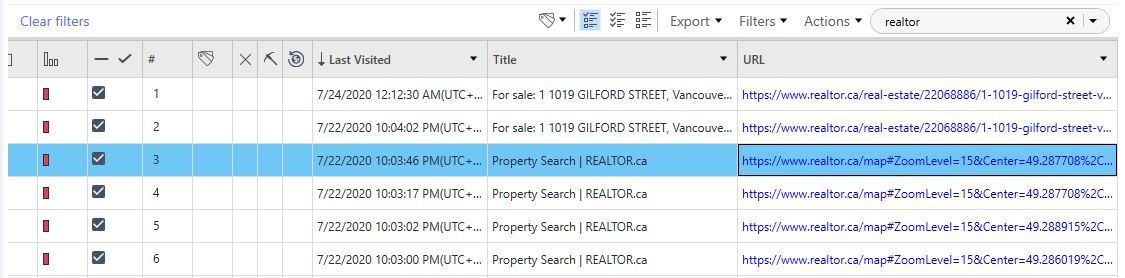 Clear filters Export Filters Actions realtor
# Last Visited Title URL
1 7/24/2020 12:12:30 AM(UTC+... For sale: 1 1019 GILFORD STREET, Vancouve... https://www.realtor.ca/real-estate/22068886/1-1019-gilford-street-v...
2 7/22/2020 10:04:02 PM(UTC+... For sale: 1 1019 GILFORD STREET, Vancouve... https://www.realtor.ca/real-estate/22068886/1-1019-gilford-street-v...
3 7/22/2020 10:03:46 PM(UTC+... Property Search | REALTOR.ca https://www.realtor.ca/map#ZoomLevel=15&Center=49.287708%2C...
4 7/22/2020 10:03:17 PM(UTC+... Property Search | REALTOR.ca https://www.realtor.ca/map#ZoomLevel=15&Center=49.287708%2C...
5 7/22/2020 10:03:02 PM(UTC+... Property Search | REALTOR.ca https://www.realtor.ca/map#ZoomLevel=15&Center=49.288915%2C...
6 7/22/2020 10:03:00 PM(UTC+... Property Search | REALTOR.ca https://www.realtor.ca/map#ZoomLevel=15&Center=49.286019%2C...